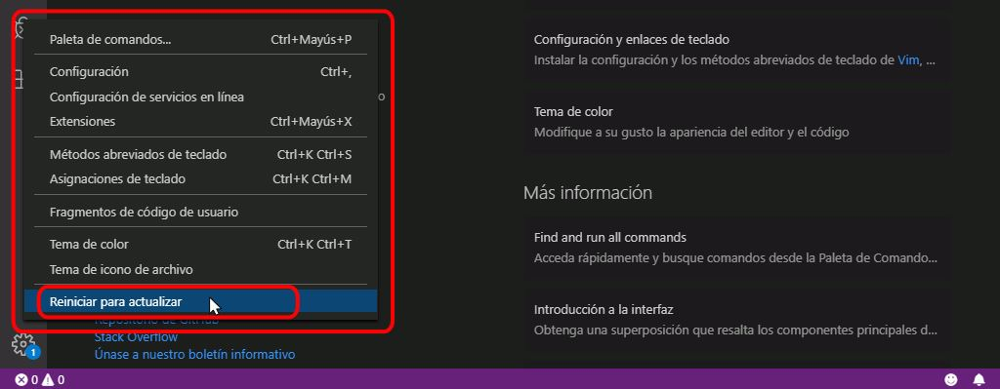 Paleta de comandos... Ctrl+Mayús+P
Configuración Ctrl+,
Configuración de servicios en línea
Extensiones Ctrl+Mayús+X
Métodos abreviados de teclado Ctrl+K Ctrl+S
Asignaciones de teclado Ctrl+K Ctrl+M
Fragmentos de código de usuario
Tema de color Ctrl+K Ctrl+T
Tema de icono de archivo
Reiniciar para actualizar
Repositorio de GitHub
Stack Overflow
Únase a nuestro boletín informativo
1
Configuración y enlaces de teclado
Instalar la configuración y los métodos abreviados de teclado de Vim, ...
Tema de color
Modifique a su gusto la apariencia del editor y el código
Más información
Find and run all commands
Acceda rápidamente y busque comandos desde la Paleta de Comando...
Introducción a la interfaz
Obtenga una superposición que resalta los componentes principales d...
0 0